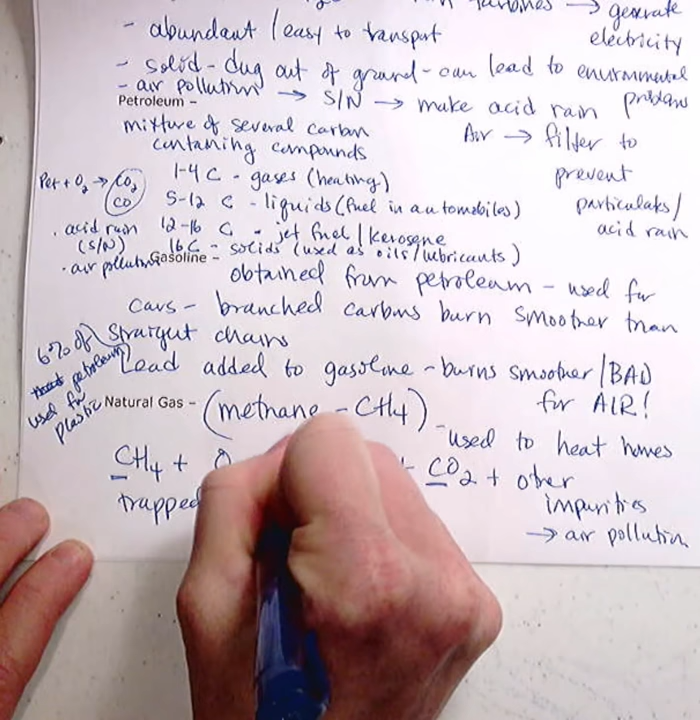 turbines → generate
- abundant / easy to transport electricity
- solid - dug out of ground - can lead to environmental
- air pollution → S/N → make acid rain problems
Petroleum -
mixture of several carbon Air → filter to
containing compounds
Pet + O2 → CO2 1-4 C - gases (heating) prevent
CO 5-12 C - liquids (fuel in automobiles) particulates/
. acid rain 12-16 C - jet fuel / kerosene acid rain
(S/N) 16 C - solids (used as oils/lubricants)
. air pollution Gasoline -
obtained from petroleum - used for
cars - branched carbons burn smoother than
straight chains
6% of petroleum used for plastic
Lead added to gasoline - burns smoother / BAD
for AIR!
Natural Gas - (methane - CH4)
- used to heat homes
CH4 + O CO2 + other
trapped impurities
→ air pollution